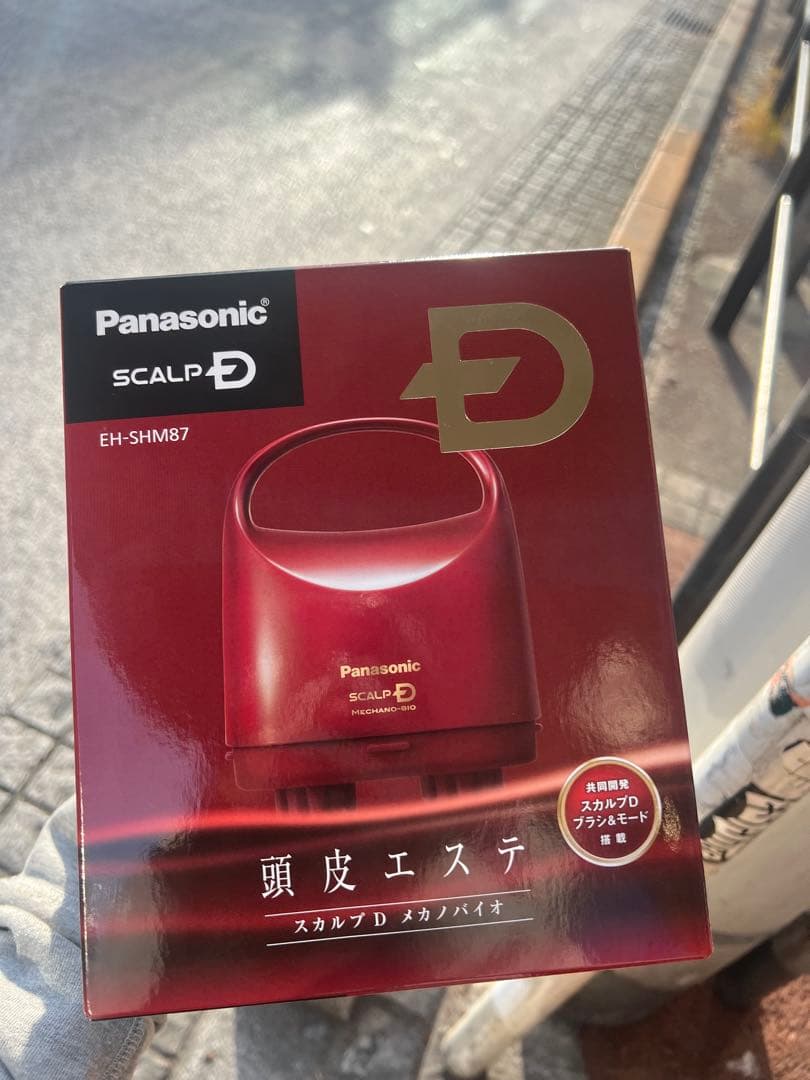 Panasonic®
SCALP D
EH-SHM87
D
Panasonic
SCALP D
MECHANO-BIO
共同開発
スカルプD
ブラシ&モード
搭載
頭皮エステ
スカルプD メカノバイオ